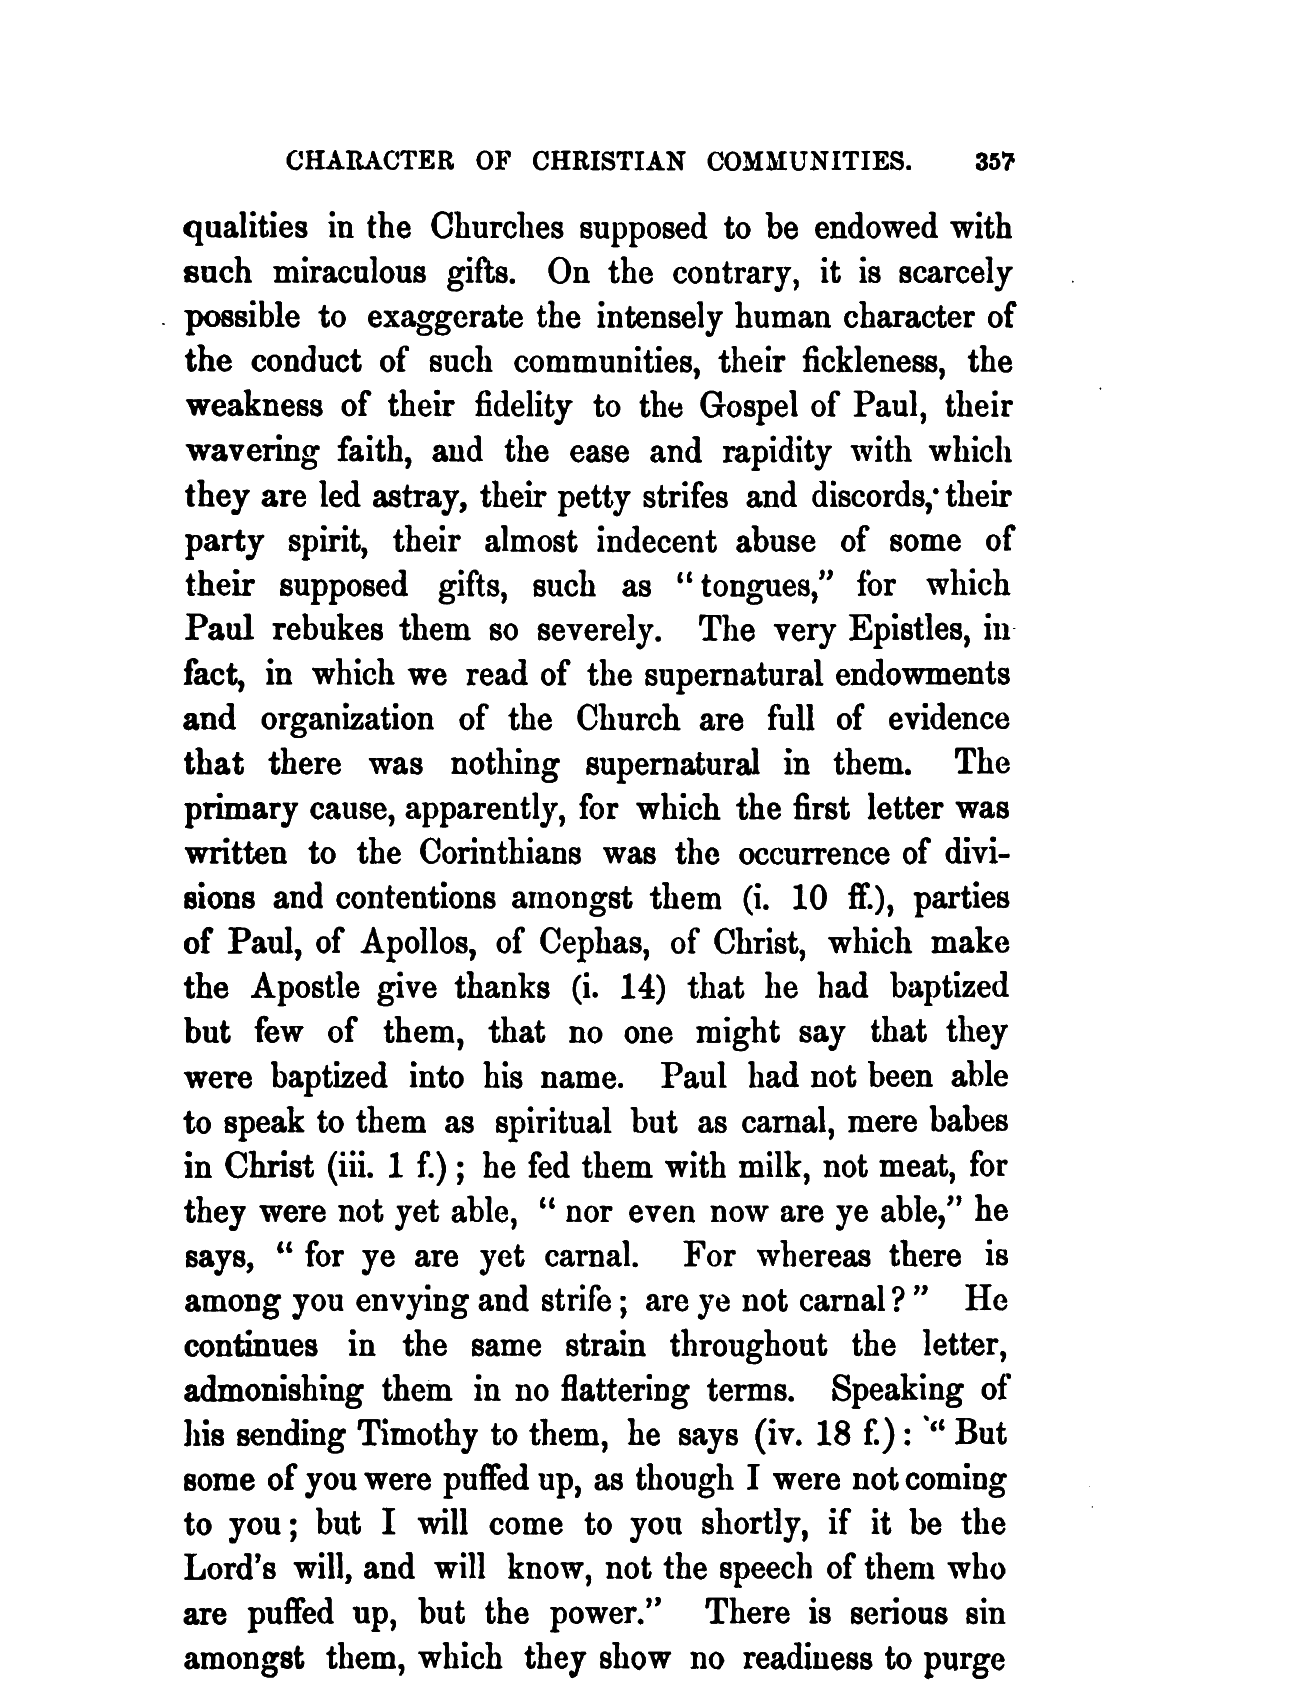 CHARACTER OF CHRISTIAN COMMUNITIES. 357
qualities in the Churches supposed to be endowed with
such miraculous gifts. On the contrary, it is scarcely
possible to exaggerate the intensely human character of
the conduct of such communities, their fickleness, the
weakness of their fidelity to the Gospel of Paul, their
wavering faith, and the ease and rapidity with which
they are led astray, their petty strifes and discords, their
party spirit, their almost indecent abuse of some of
their supposed gifts, such as “tongues,” for which
Paul rebukes them so severely. The very Epistles, in
fact, in which we read of the supernatural endowments
and organization of the Church are full of evidence
that there was nothing supernatural in them. The
primary cause, apparently, for which the first letter was
written to the Corinthians was the occurrence of divi-
sions and contentions amongst them (i. 10 ff.), parties
of Paul, of Apollos, of Cephas, of Christ, which make
the Apostle give thanks (i. 14) that he had baptized
but few of them, that no one might say that they
were baptized into his name. Paul had not been able
to speak to them as spiritual but as carnal, mere babes
in Christ (iii. 1 f.); he fed them with milk, not meat, for
they were not yet able, “nor even now are ye able,” he
says, “for ye are yet carnal. For whereas there is
among you envying and strife; are ye not carnal?” He
continues in the same strain throughout the letter,
admonishing them in no flattering terms. Speaking of
his sending Timothy to them, he says (iv. 18 f.): “But
some of you were puffed up, as though I were not coming
to you; but I will come to you shortly, if it be the
Lord’s will, and will know, not the speech of them who
are puffed up, but the power.” There is serious sin
amongst them, which they show no readiness to purge